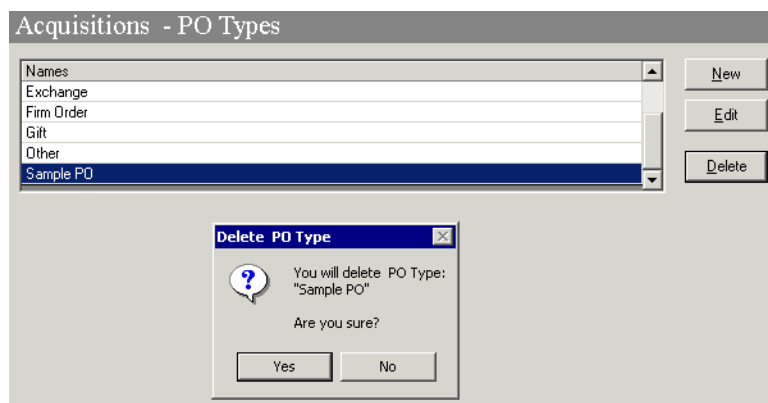 Acquisitions - PO Types
Names
Exchange
Firm Order
Gift
Other
Sample PO
New
Edit
Delete
Delete PO Type
?
You will delete PO Type:
"Sample PO"
Are you sure?
Yes
No